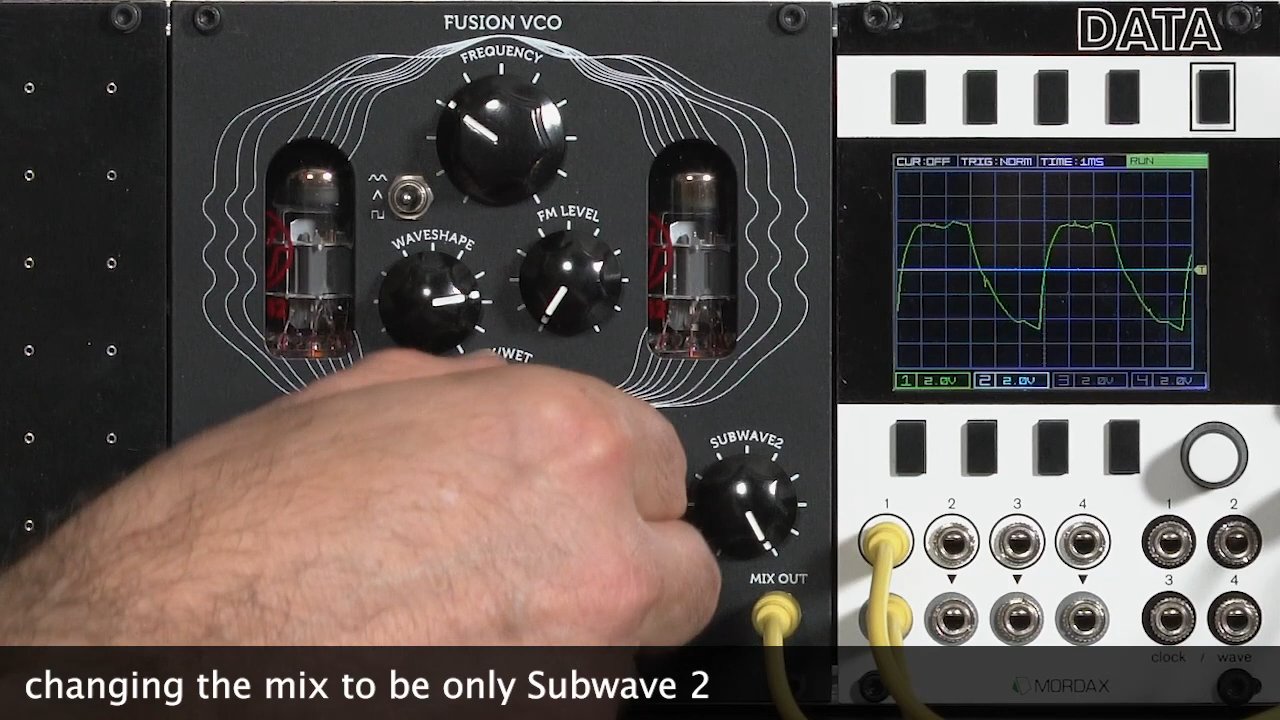 FUSION VCO
FREQUENCY
FM LEVEL
WAVESHAPE
/WET
SUBWAVE2
MIX OUT
DATA
CUR:OFF TRIG:NORM TIME:1MS RUN
1 2.0V 2 2.0V 3 2.0V 4 2.0V
1 2 3 4 1 2
3 4
clock / wave
MORDAX
changing the mix to be only Subwave 2